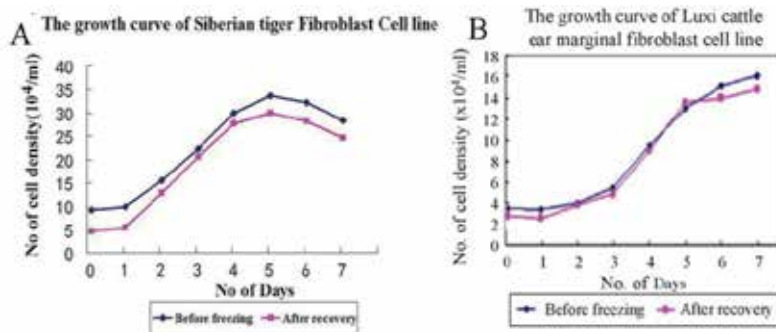 A
The growth curve of Siberian tiger Fibroblast Cell line
No of cell density(10⁴/ml)
40
35
30
25
20
15
10
5
0
0 1 2 3 4 5 6 7
No of Days
Before freezing After recovery
B
The growth curve of Luxi cattle
ear marginal fibroblast cell line
No. of cell density (x10⁴/ml)
18
16
14
12
10
8
6
4
2
0
0 1 2 3 4 5 6 7
No. of Days
Before freezing After recovery